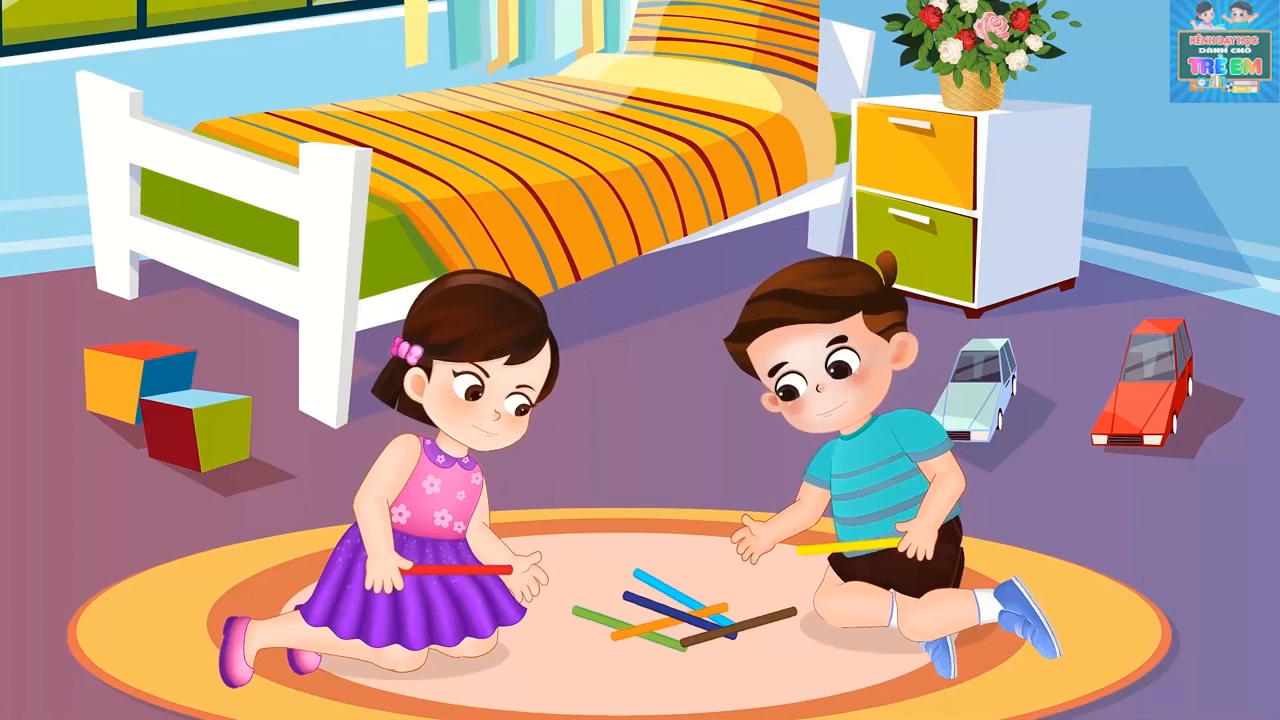 KÊNH DẠY HỌC
DÀNH CHO
TRẺ EM